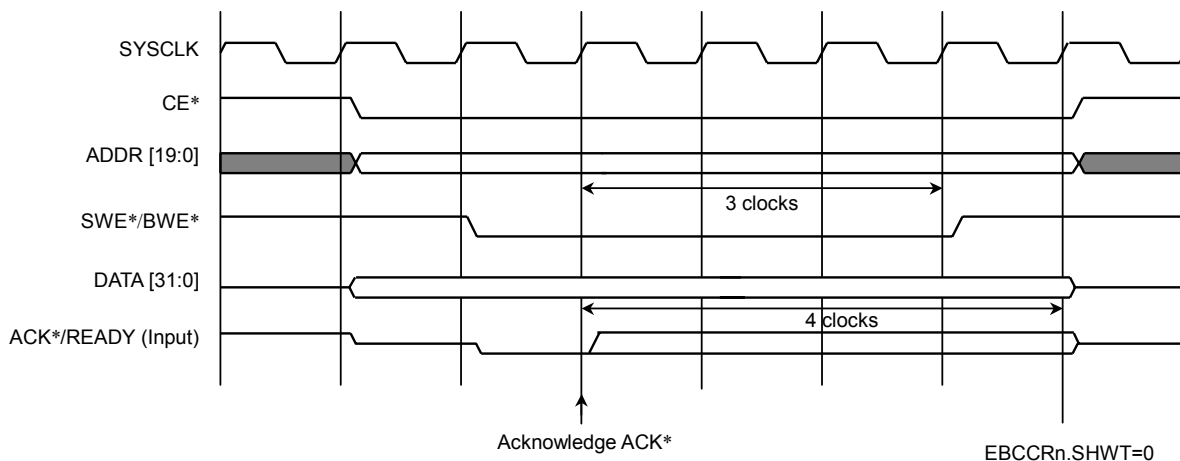 SYSCLK
CE*
ADDR [19:0]
3 clocks
SWE*/BWE*
DATA [31:0]
4 clocks
ACK*/READY (Input)
Acknowledge ACK*
EBCCRn.SHWT=0